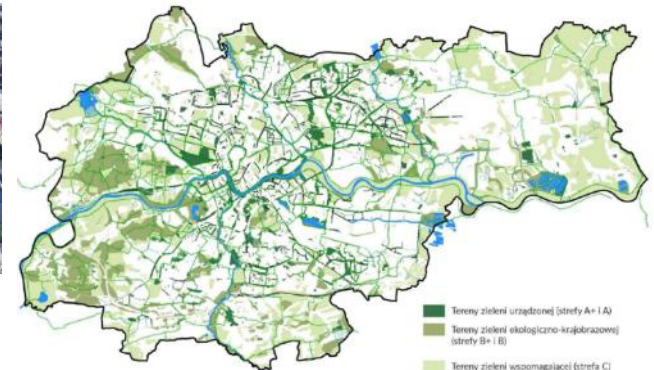 Tereny zieleni urządzonej (strefy A+ i A)
Tereny zieleni ekologiczno-krajobrazowej
(strefy B+ i B)
Tereny zieleni wspomagającej (strefa C)